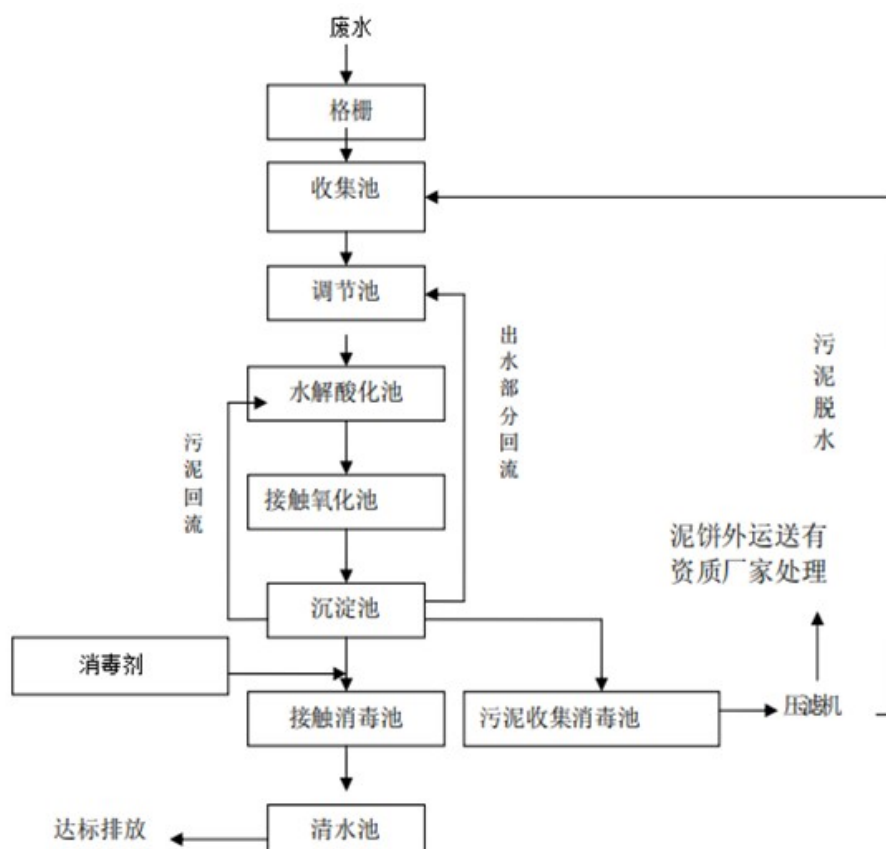 废水
格栅
收集池
调节池
出水部分回流
污泥脱水
水解酸化池
污泥回流
接触氧化池
泥饼外运送有
资质厂家处理
沉淀池
消毒剂
接触消毒池
污泥收集消毒池
压滤机
达标排放
清水池